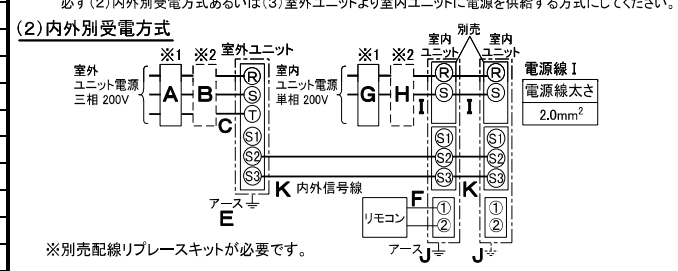 必ず(2)内外別受電方式あるいは(3)室外ユニットより室内ユニットに電源を供給する方式にしてください。
(2)内外別受電方式
※1 ※2 室外ユニット
室外
ユニット電源
三相 200V
A B
C
R
S
T
S1
S2
S3
アース
E
K 内外信号線
※1 ※2
室内
ユニット電源
単相 200V
G H
I I
別売
室内
ユニット
室内
ユニット
R R
S S
S1 S1
S2 S2
S3 S3
K
F
リモコン
① ①
② ②
アース J J
電源線 I
電源線太さ
2.0mm²
※別売配線リプレースキットが必要です。